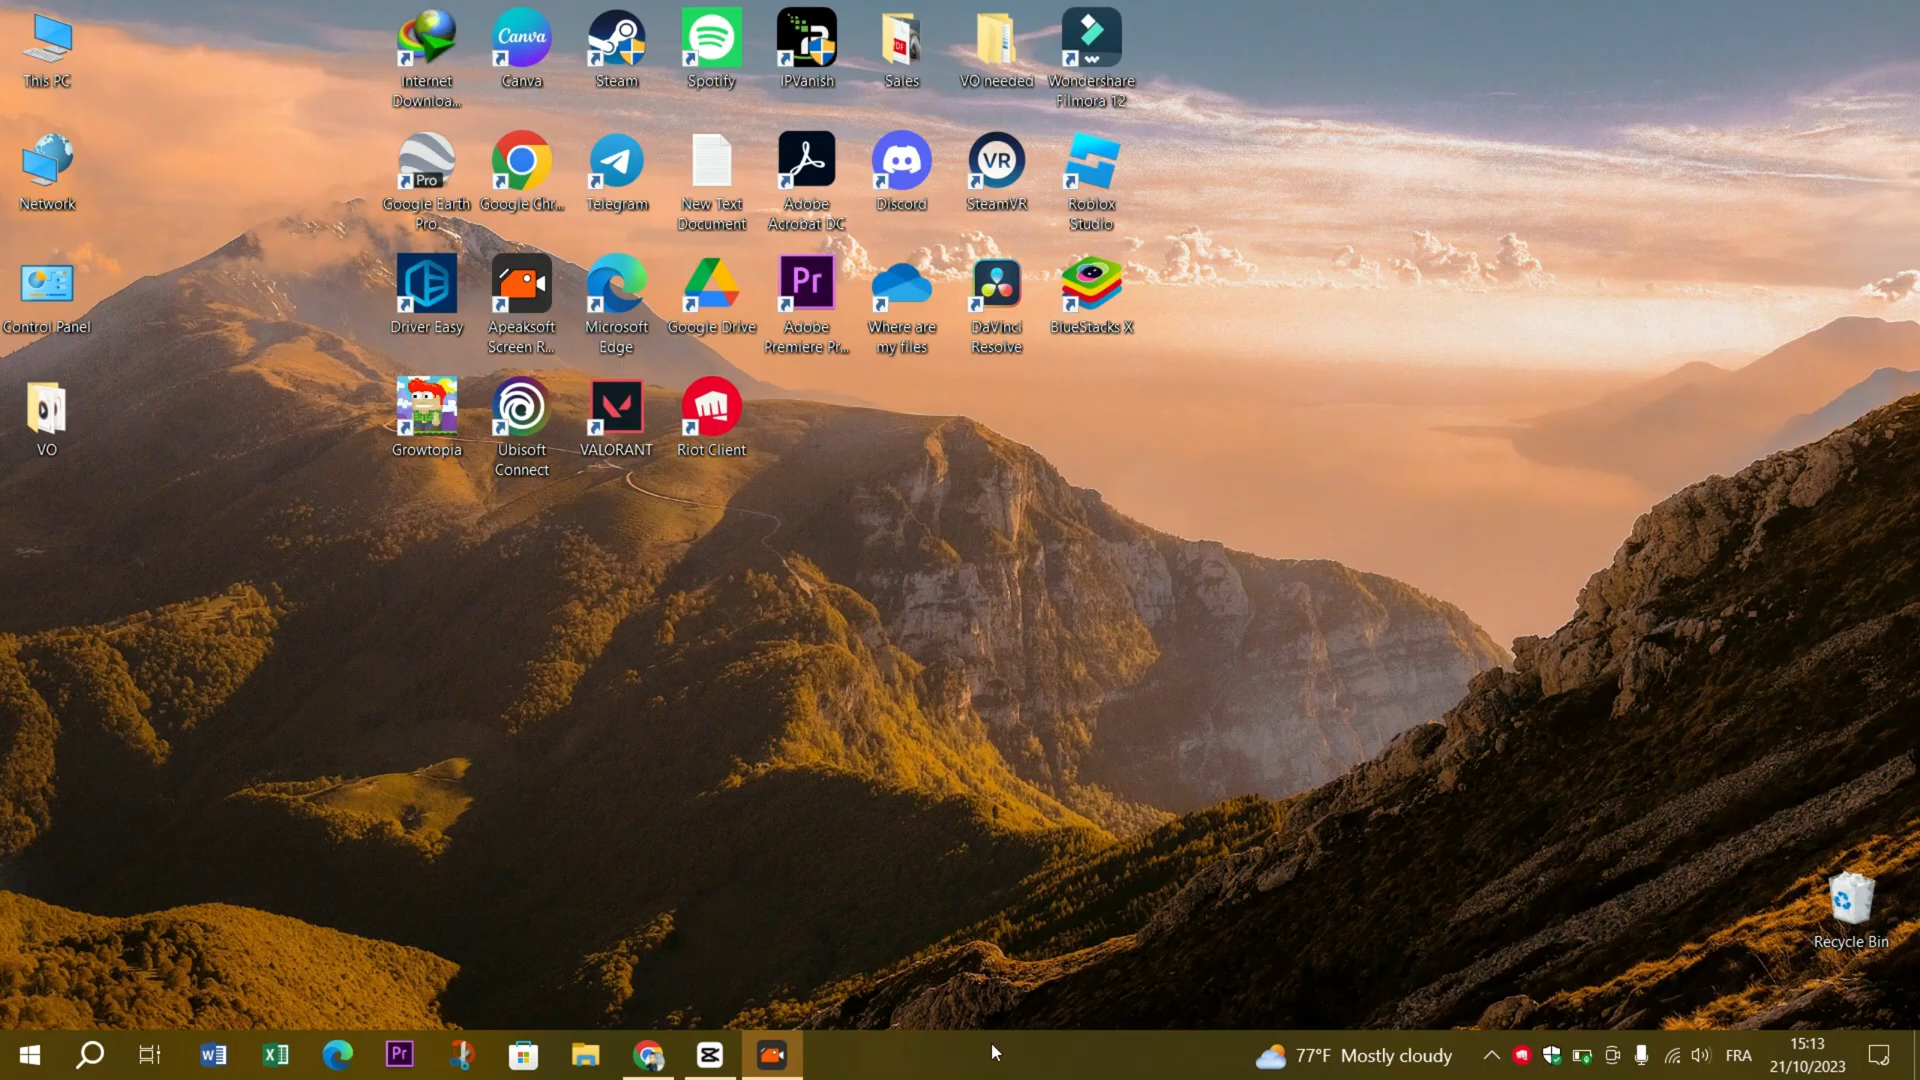 This PC
Internet
Downloa...
Canva
Canva
Steam
Spotify
IPVanish
PDF
Sales
VO needed
Wondershare
Filmora 12
Network
Pro
Google Earth
Pro
Google Chr...
Telegram
New Text
Document
Adobe
Acrobat DC
Discord
VR
SteamVR
Roblox
Studio
Control Panel
Driver Easy
Apeaksoft
Screen R...
Microsoft
Edge
Google Drive
Pr
Adobe
Premiere Pr...
Where are
my files
DaVinci
Resolve
BlueStacks X
VO
Growtopia
Ubisoft
Connect
VALORANT
Riot Client
Recycle Bin
Pr
77°F Mostly cloudy
FRA
15:13
21/10/2023